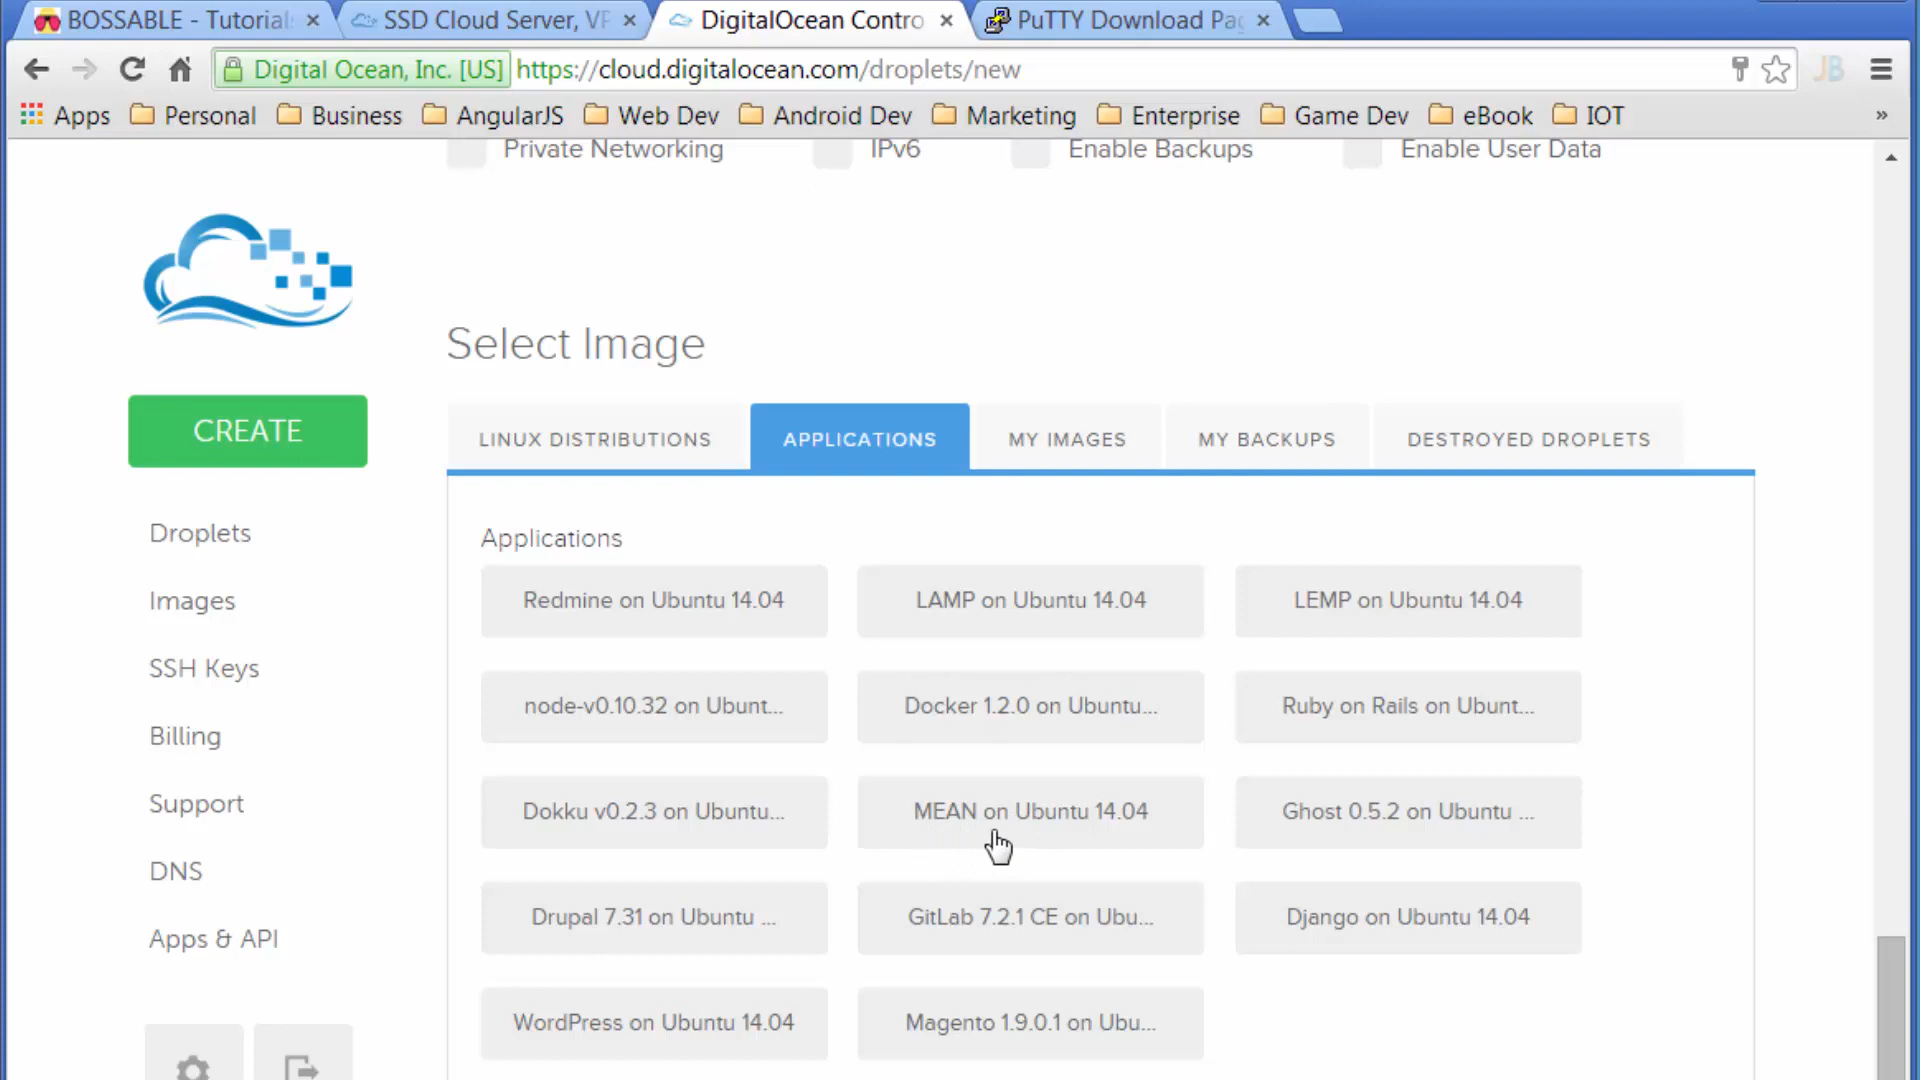 BOSSABLE - Tutorials
SSD Cloud Server, VP
DigitalOcean Contro
PuTTY Download Pag
Digital Ocean, Inc. [US] https://cloud.digitalocean.com/droplets/new
JB
Apps Personal Business AngularJS Web Dev Android Dev Marketing Enterprise Game Dev eBook IOT »
Private Networking IPv6 Enable Backups Enable User Data
Select Image
CREATE
LINUX DISTRIBUTIONS APPLICATIONS MY IMAGES MY BACKUPS DESTROYED DROPLETS
Droplets
Images
SSH Keys
Billing
Support
DNS
Apps & API
Applications
Redmine on Ubuntu 14.04 LAMP on Ubuntu 14.04 LEMP on Ubuntu 14.04
node-v0.10.32 on Ubunt... Docker 1.2.0 on Ubuntu... Ruby on Rails on Ubunt...
Dokku v0.2.3 on Ubuntu... MEAN on Ubuntu 14.04 Ghost 0.5.2 on Ubuntu ...
Drupal 7.31 on Ubuntu ... GitLab 7.2.1 CE on Ubu... Django on Ubuntu 14.04
WordPress on Ubuntu 14.04 Magento 1.9.0.1 on Ubu...